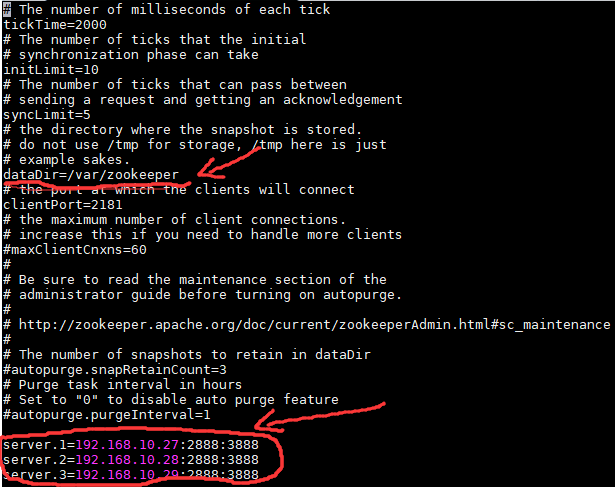 # The number of milliseconds of each tick
tickTime=2000
# The number of ticks that the initial
# synchronization phase can take
initLimit=10
# The number of ticks that can pass between
# sending a request and getting an acknowledgement
syncLimit=5
# the directory where the snapshot is stored.
# do not use /tmp for storage, /tmp here is just
# example sakes.
dataDir=/var/zookeeper
# the port at which the clients will connect
clientPort=2181
# the maximum number of client connections.
# increase this if you need to handle more clients
#maxClientCnxns=60
#
# Be sure to read the maintenance section of the
# administrator guide before turning on autopurge.
#
# http://zookeeper.apache.org/doc/current/zookeeperAdmin.html#sc_maintenance
#
# The number of snapshots to retain in dataDir
#autopurge.snapRetainCount=3
# Purge task interval in hours
# Set to "0" to disable auto purge feature
#autopurge.purgeInterval=1
server.1=192.168.10.27:2888:3888
server.2=192.168.10.28:2888:3888
server.3=192.168.10.29:2888:3888